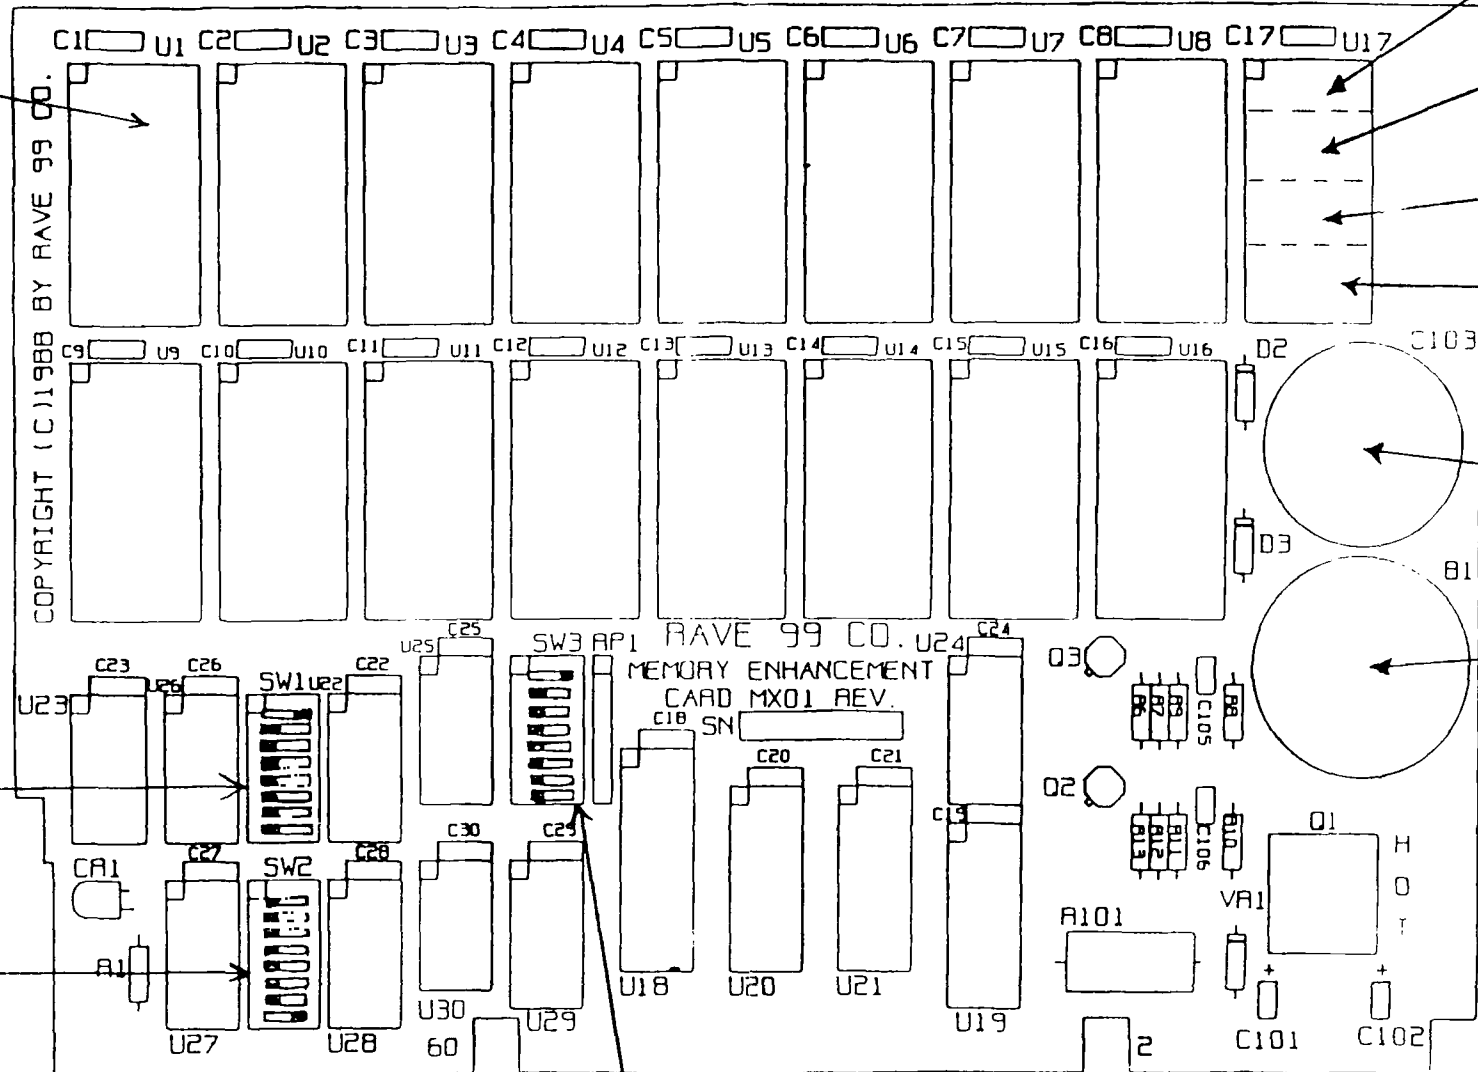 C1 U1 C2 U2 C3 U3 C4 U4 C5 U5 C6 U6 C7 U7 C8 U8 C17 U17
COPYRIGHT (C)1988 BY RAVE 99 CO.
C9 U9 C10 U10 C11 U11 C12 U12 C13 U13 C14 U14 C15 U15 C16 U16 D2 C103
D3
B1
U25 C25 SW3 RP1 RAVE 99 CO. U24 C24
MEMORY ENHANCEMENT
CARD MX01 REV.
SN
Q3
U23 C23 U26 C26 SW1 U22 C22
C18 C20 C21 C19
R6 R7 R9 C105 R8
Q2
C30 C29
R13 R12 R11 C106 R10
Q1 HOT
CR1 C27 SW2 C28
VR1
R101
R1
U18 U20 U21 U19
U27 U28 U30 U29
60 2
C101 + C102 +